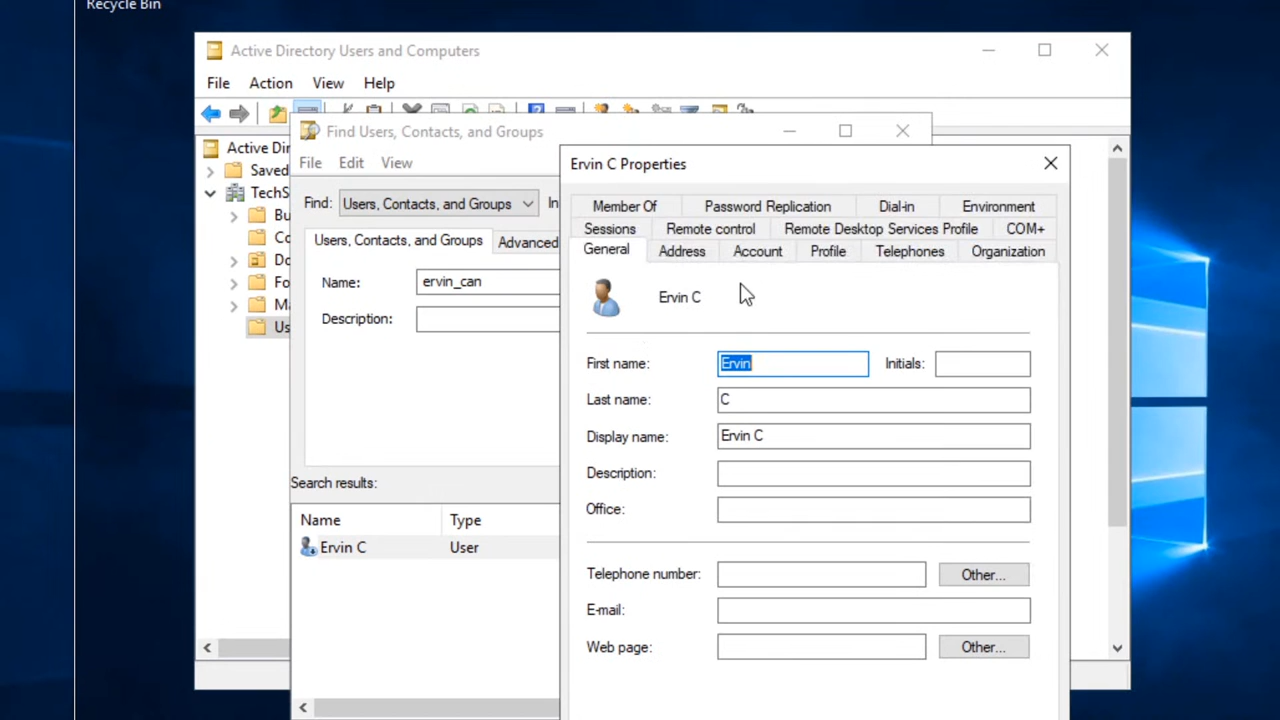 Recycle Bin
Active Directory Users and Computers
File Action View Help
Active Dir
Saved
TechS
Bu
Co
Do
Fo
Ma
Us
Find Users, Contacts, and Groups
File Edit View
Find: Users, Contacts, and Groups In
Users, Contacts, and Groups Advanced
Name: ervin_can
Description:
Search results:
Name Type
Ervin C User
Ervin C Properties
Member Of Password Replication Dial-in Environment
Sessions Remote control Remote Desktop Services Profile COM+
General Address Account Profile Telephones Organization
Ervin C
First name: Ervin Initials:
Last name: C
Display name: Ervin C
Description:
Office:
Telephone number: Other...
E-mail:
Web page: Other...